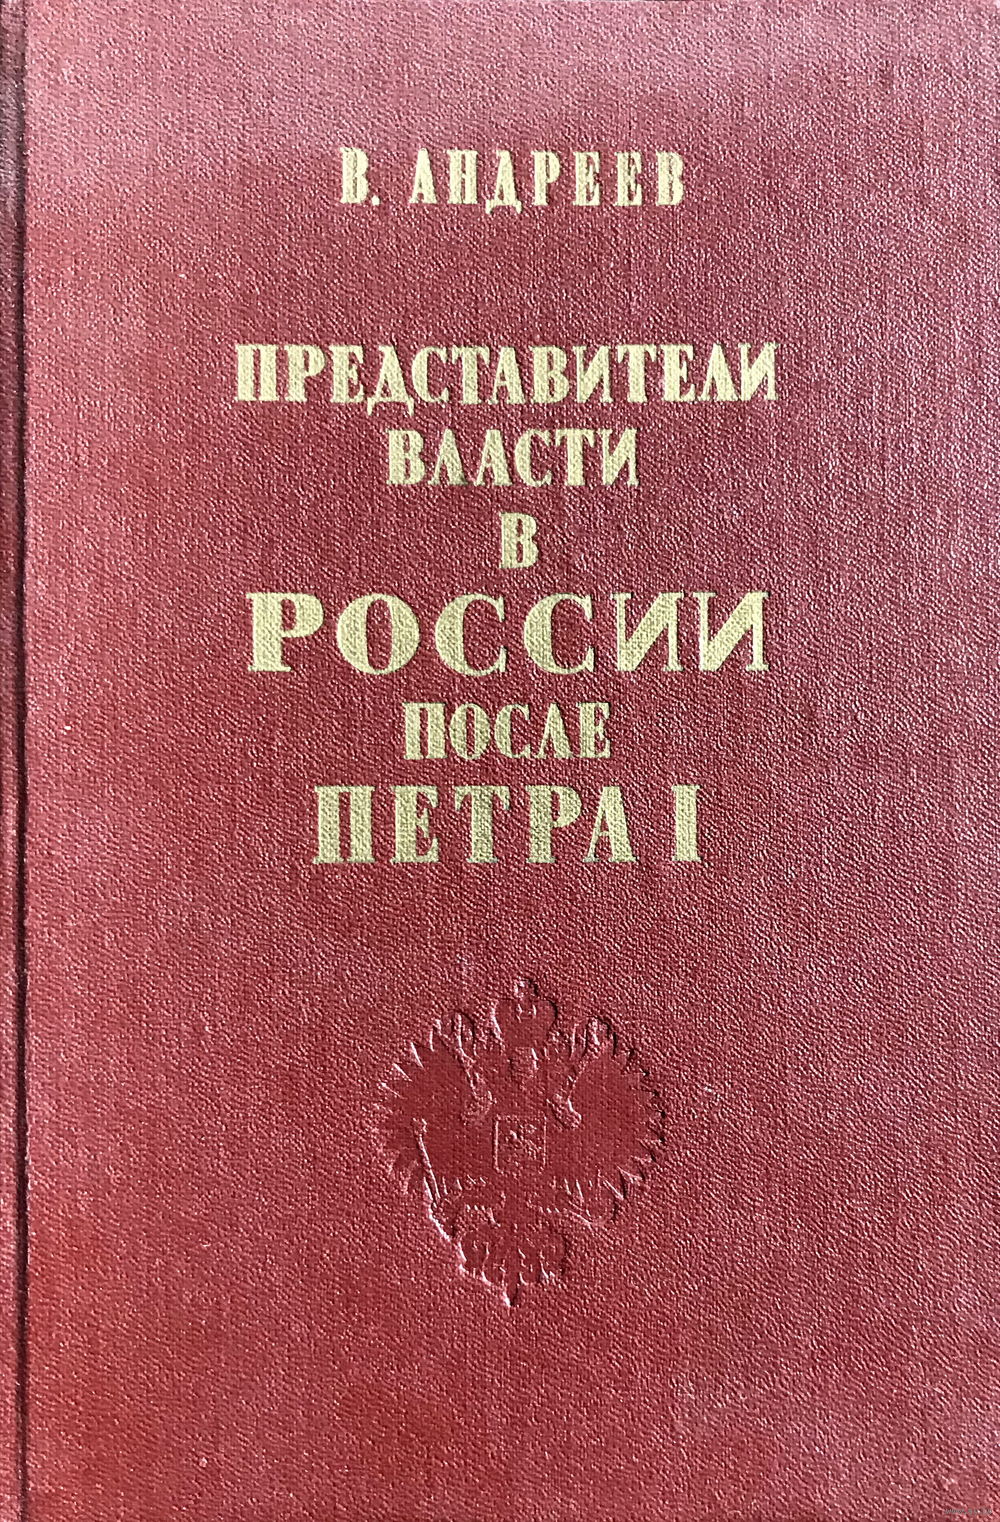 В. АНДРЕЕВ
ПРЕДСТАВИТЕЛИ
ВЛАСТИ
В
РОССИИ
ПОСЛЕ
ПЕТРА I